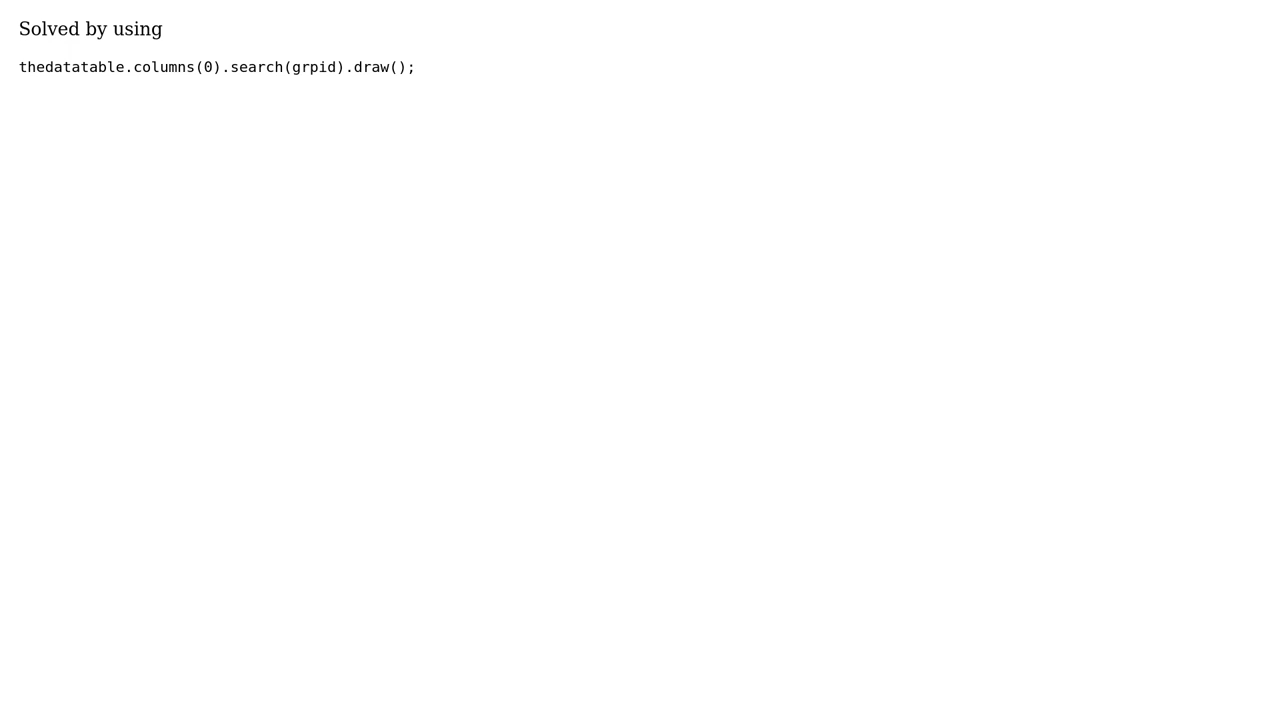 Solved by using
thedatatable.columns(0).search(grpid).draw();